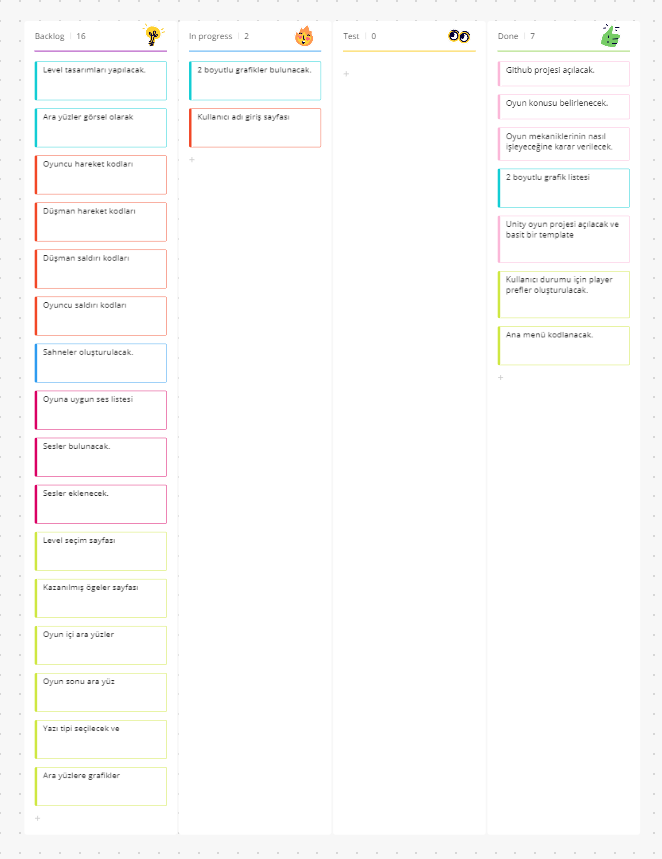 Backlog | 16
Level tasarımları yapılacak.
Ara yüzler görsel olarak
Oyuncu hareket kodları
Düşman hareket kodları
Düşman saldırı kodları
Oyuncu saldırı kodları
Sahneler oluşturulacak.
Oyuna uygun ses listesi
Sesler bulunacak.
Sesler eklenecek.
Level seçim sayfası
Kazanılmış ögeler sayfası
Oyun içi ara yüzler
Oyun sonu ara yüz
Yazı tipi seçilecek ve
Ara yüzlere grafikler
+
In progress | 2
2 boyutlu grafikler bulunacak.
Kullanıcı adı giriş sayfası
+
Test | 0
+
Done | 7
Github projesi açılacak.
Oyun konusu belirlenecek.
Oyun mekaniklerinin nasıl
işleyeceğine karar verilecek.
2 boyutlu grafik listesi
Unity oyun projesi açılacak ve
basit bir template
Kullanıcı durumu için player
prefler oluşturulacak.
Ana menü kodlanacak.
+